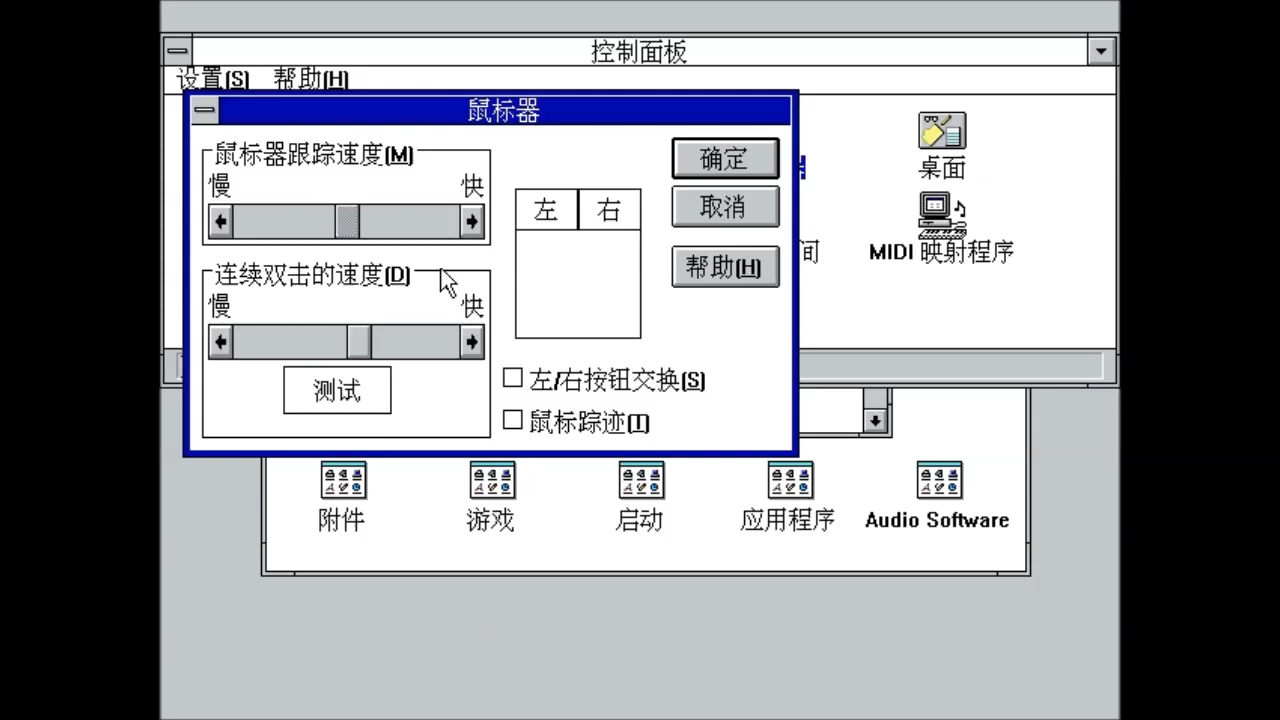 控制面板
设置(S) 帮助(H)
鼠标器
鼠标器跟踪速度(M)
慢 快
连续双击的速度(D)
慢 快
测试
左 右
确定
取消
帮助(H)
左/右按钮交换(S)
鼠标踪迹(T)
桌面
间
MIDI 映射程序
附件
游戏
启动
应用程序
Audio Software